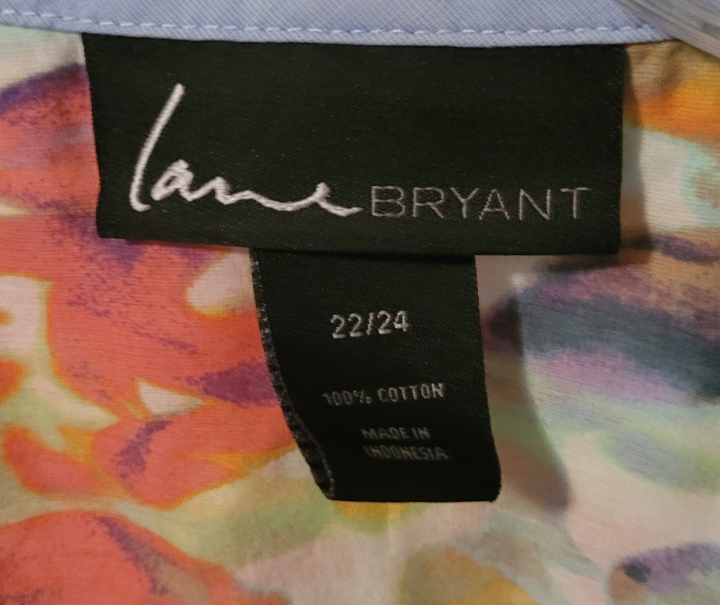 lane BRYANT
22/24
100% COTTON
MADE IN
INDONESIA